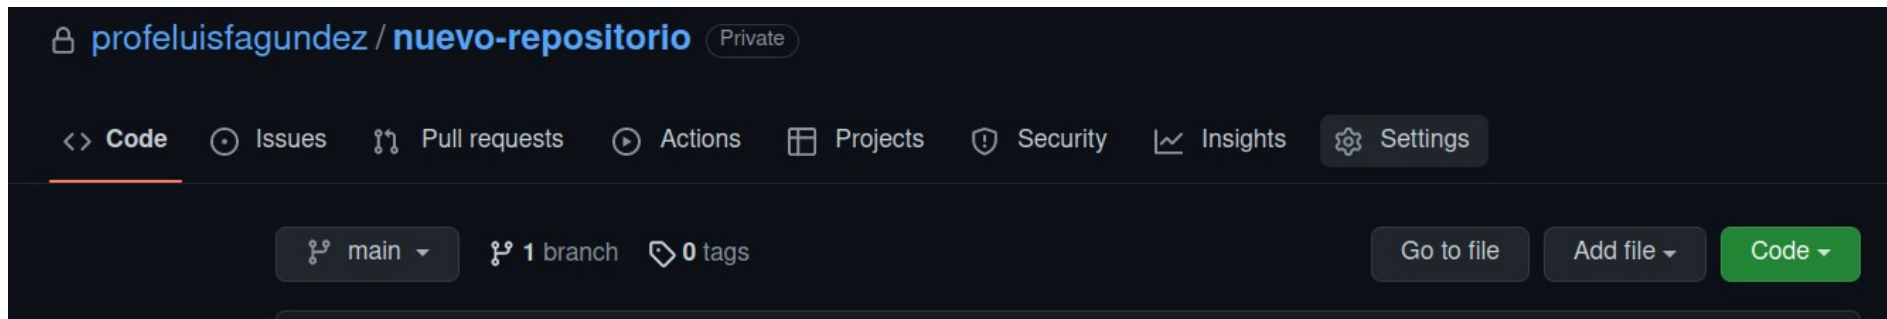 profeluisfagundez / nuevo-repositorio Private
Code Issues Pull requests Actions Projects Security Insights Settings
main 1 branch 0 tags Go to file Add file Code